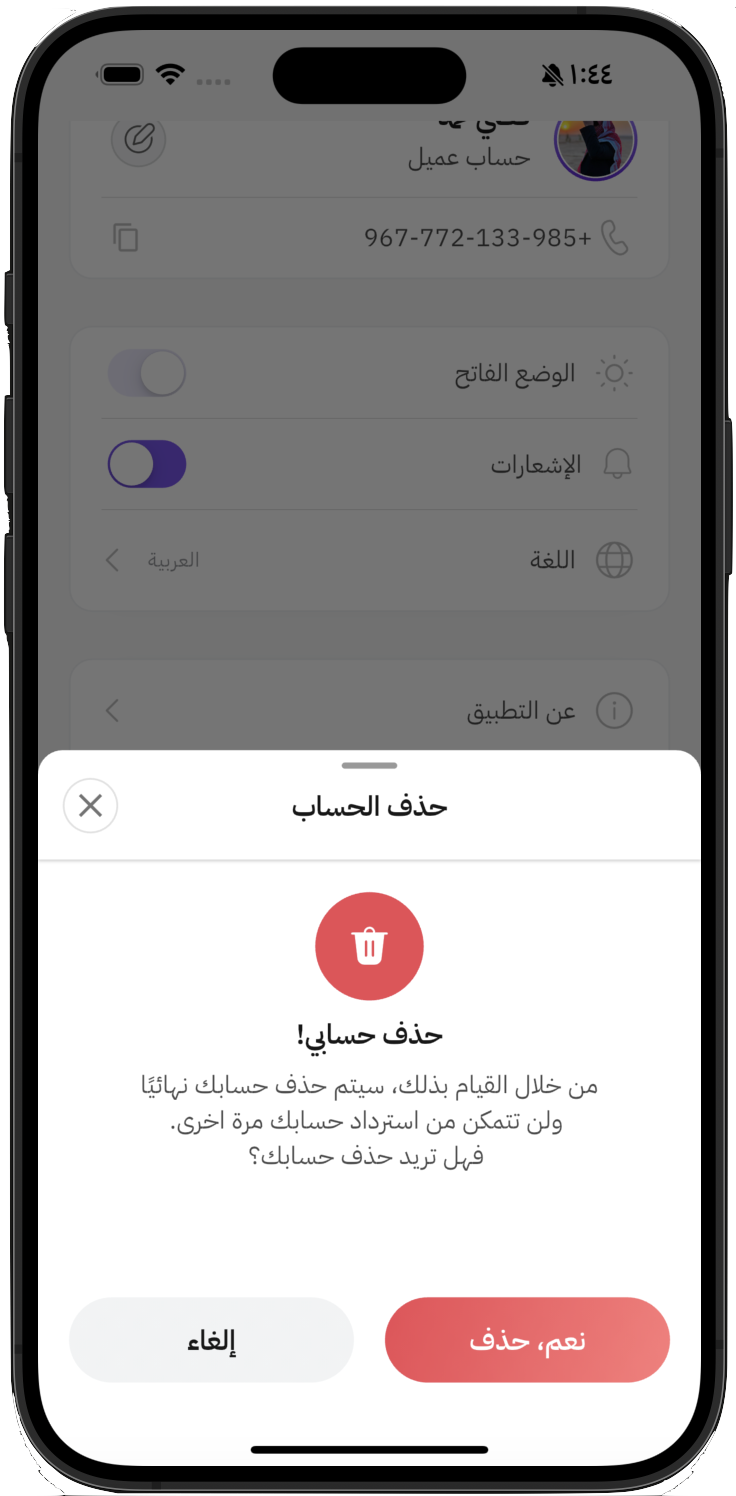 ١:٤٤
حساب عميل
967-772-133-985+
الوضع الفاتح
الإشعارات
اللغة
العربية
عن التطبيق
حذف الحساب
حذف حسابي!
من خلال القيام بذلك، سيتم حذف حسابك نهائيًا
ولن تتمكن من استرداد حسابك مرة اخرى.
فهل تريد حذف حسابك؟
نعم، حذف
إلغاء